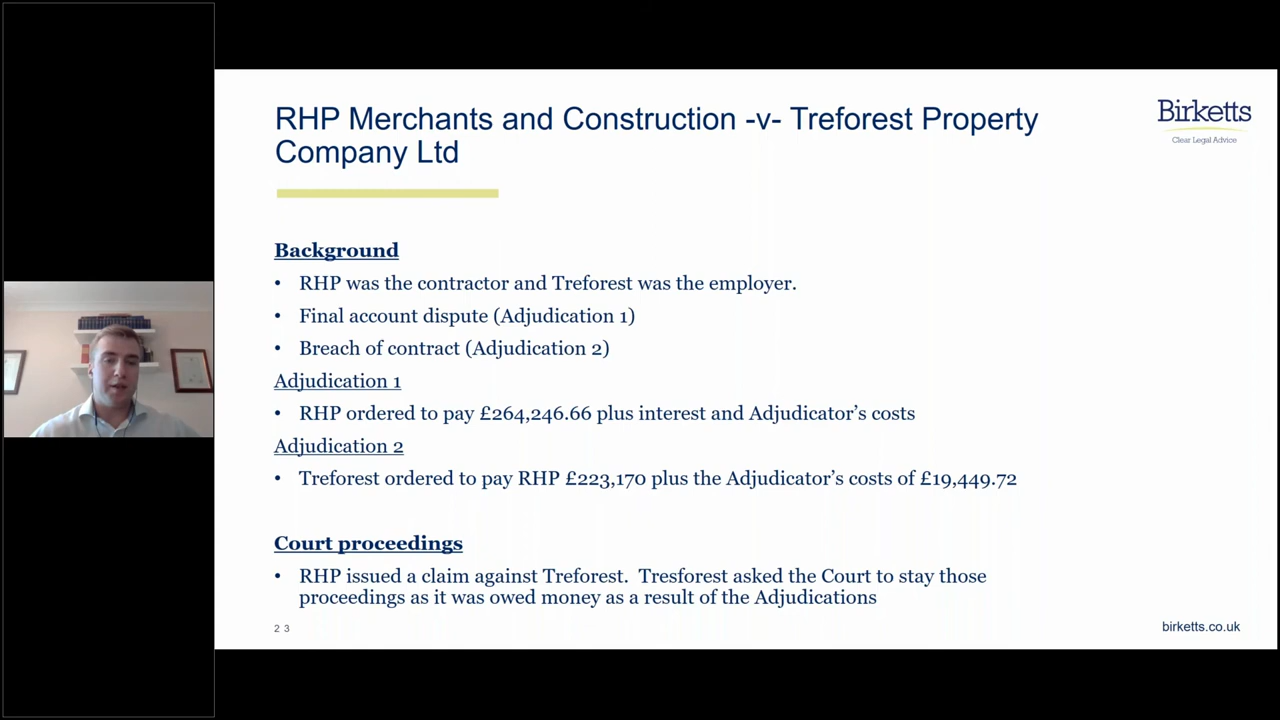 RHP Merchants and Construction -v- Treforest Property
Company Ltd
Birketts
Clear Legal Advice
Background
• RHP was the contractor and Treforest was the employer.
• Final account dispute (Adjudication 1)
• Breach of contract (Adjudication 2)
Adjudication 1
• RHP ordered to pay £264,246.66 plus interest and Adjudicator’s costs
Adjudication 2
• Treforest ordered to pay RHP £223,170 plus the Adjudicator’s costs of £19,449.72
Court proceedings
• RHP issued a claim against Treforest. Tresforest asked the Court to stay those
proceedings as it was owed money as a result of the Adjudications
23
birketts.co.uk